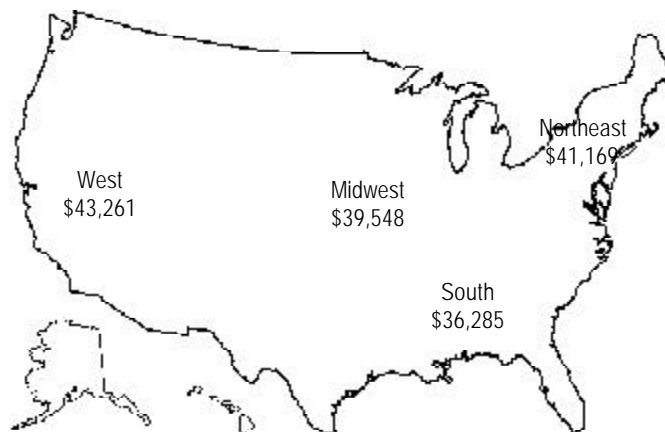 Northeast
$41,169
West
$43,261
Midwest
$39,548
South
$36,285